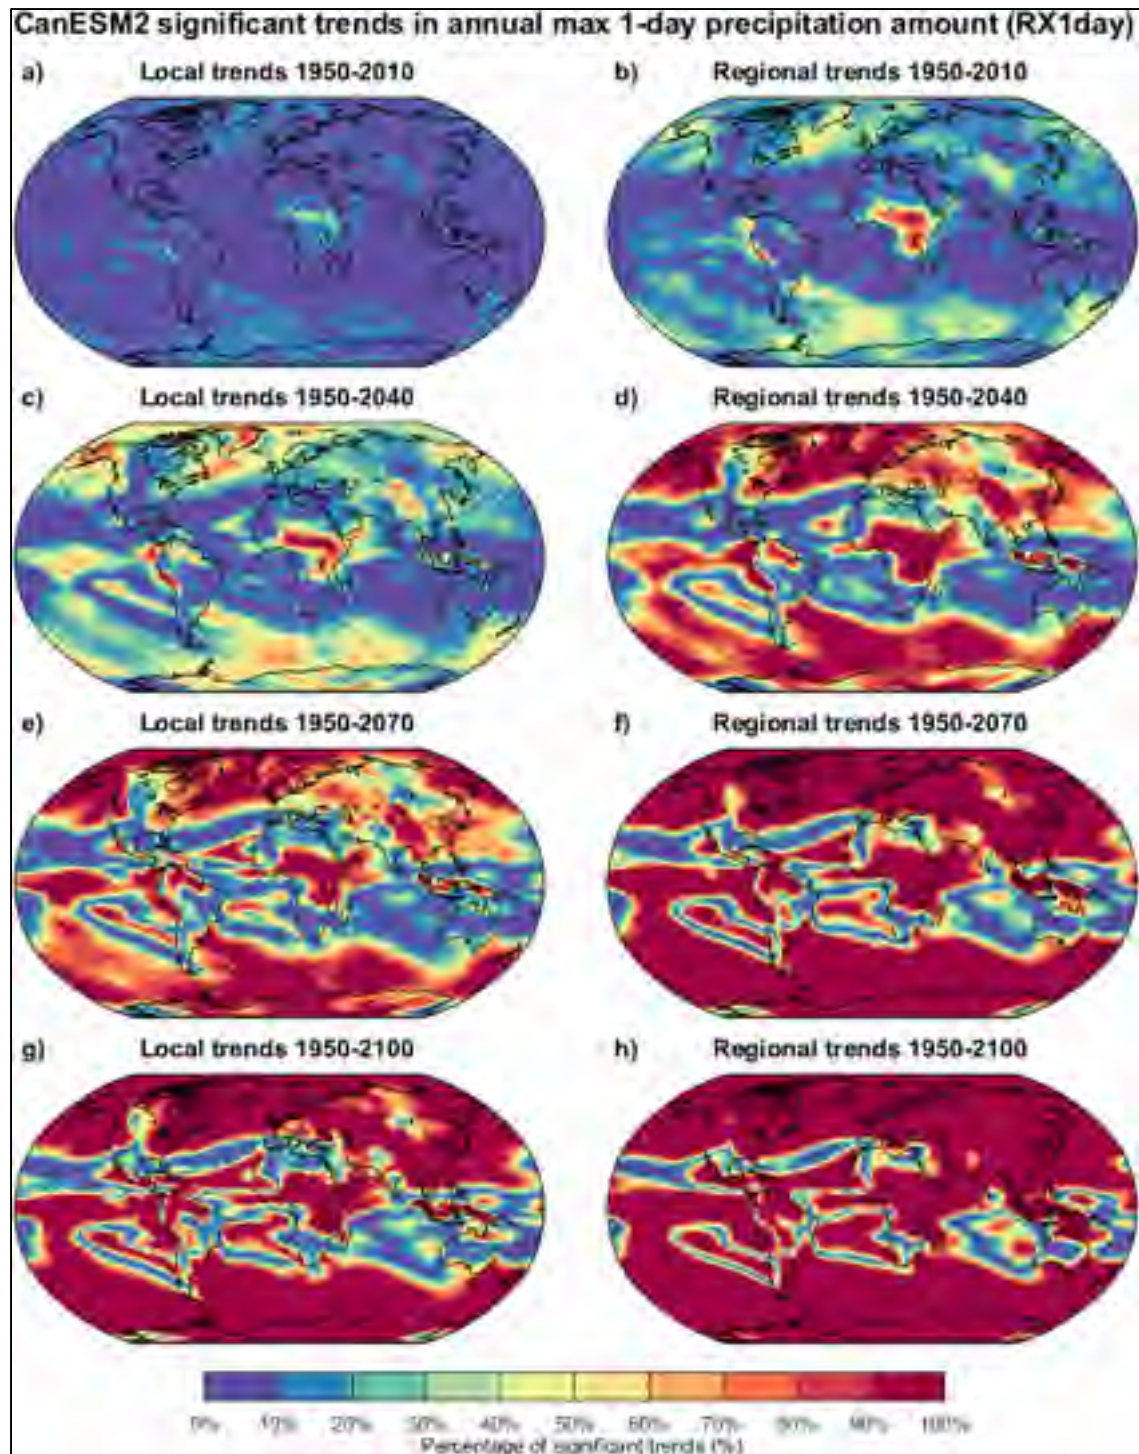 CanESM2 significant trends in annual max 1-day precipitation amount (RX1day)
a) Local trends 1950-2010
b) Regional trends 1950-2010
c) Local trends 1950-2040
d) Regional trends 1950-2040
e) Local trends 1950-2070
f) Regional trends 1950-2070
g) Local trends 1950-2100
h) Regional trends 1950-2100
0% 10% 20% 30% 40% 50% 60% 70% 80% 90% 100%
Percentage of significant trends (%)